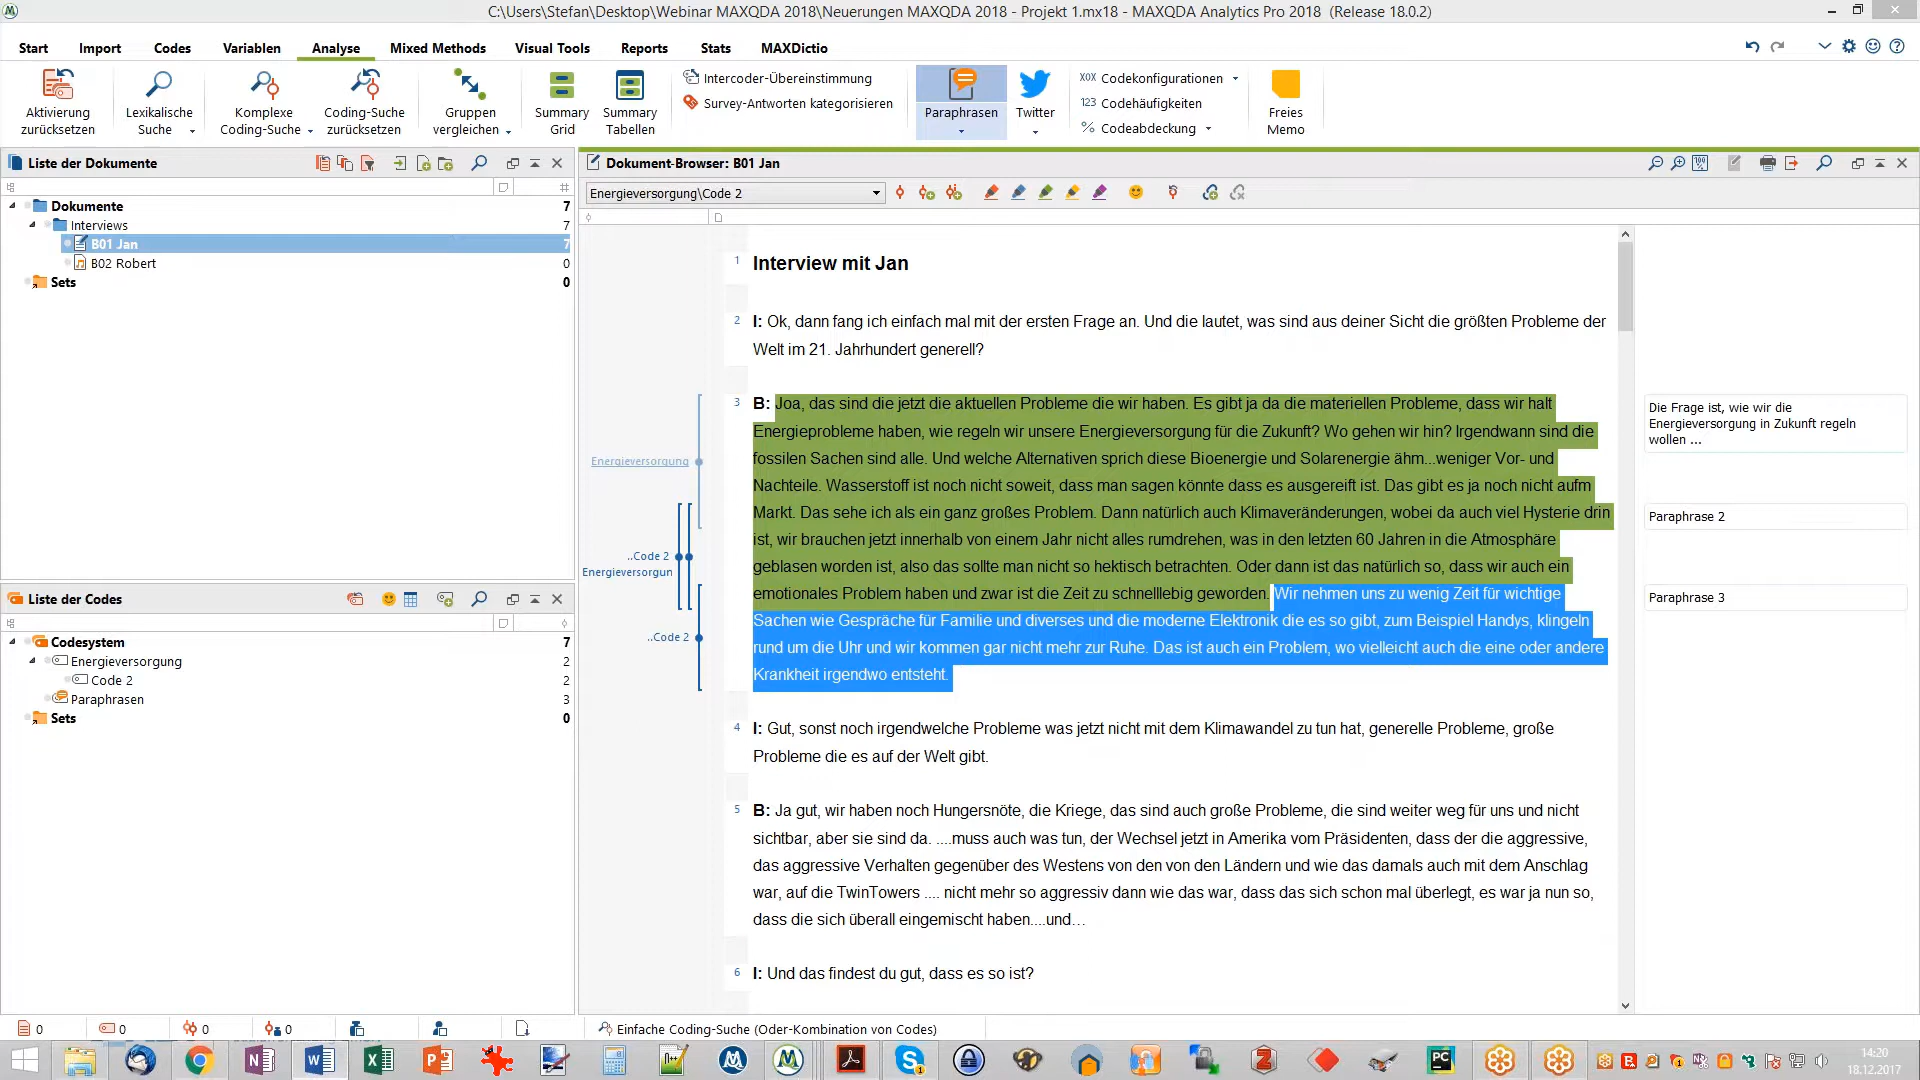 C:\Users\Stefan\Desktop\Webinar MAXQDA 2018\Neuerungen MAXQDA 2018 - Projekt 1.mx18 - MAXQDA Analytics Pro 2018 (Release 18.0.2)
Start Import Codes Variablen Analyse Mixed Methods Visual Tools Reports Stats MAXDictio
Aktivierung zurücksetzen
Lexikalische Suche
Komplexe Coding-Suche
Coding-Suche zurücksetzen
Gruppen vergleichen
Summary Grid
Summary Tabellen
Intercoder-Übereinstimmung
Survey-Antworten kategorisieren
Paraphrasen
Twitter
XOX Codekonfigurationen
123 Codehäufigkeiten
% Codeabdeckung
Freies Memo
Liste der Dokumente
Dokumente 7
Interviews 7
B01 Jan 7
B02 Robert 0
Sets 0
Liste der Codes
Codesystem 7
Energieversorgung 2
Code 2 2
Paraphrasen 3
Sets 0
Dokument-Browser: B01 Jan
Energieversorgung\Code 2
1 Interview mit Jan
2 I: Ok, dann fang ich einfach mal mit der ersten Frage an. Und die lautet, was sind aus deiner Sicht die größten Probleme der
Welt im 21. Jahrhundert generell?
3 B: Joa, das sind die jetzt die aktuellen Probleme die wir haben. Es gibt ja da die materiellen Probleme, dass wir halt
Energieprobleme haben, wie regeln wir unsere Energieversorgung für die Zukunft? Wo gehen wir hin? Irgendwann sind die
fossilen Sachen sind alle. Und welche Alternativen sprich diese Bioenergie und Solarenergie ähm...weniger Vor- und
Nachteile. Wasserstoff ist noch nicht soweit, dass man sagen könnte dass es ausgereift ist. Das gibt es ja noch nicht aufm
Markt. Das sehe ich als ein ganz großes Problem. Dann natürlich auch Klimaveränderungen, wobei da auch viel Hysterie drin
ist, wir brauchen jetzt innerhalb von einem Jahr nicht alles rumdrehen, was in den letzten 60 Jahren in die Atmosphäre
geblasen worden ist, also das sollte man nicht so hektisch betrachten. Oder dann ist das natürlich so, dass wir auch ein
emotionales Problem haben und zwar ist die Zeit zu schnelllebig geworden. Wir nehmen uns zu wenig Zeit für wichtige
Sachen wie Gespräche für Familie und diverses und die moderne Elektronik die es so gibt, zum Beispiel Handys, klingeln
rund um die Uhr und wir kommen gar nicht mehr zur Ruhe. Das ist auch ein Problem, wo vielleicht auch die eine oder andere
Krankheit irgendwo entsteht.
4 I: Gut, sonst noch irgendwelche Probleme was jetzt nicht mit dem Klimawandel zu tun hat, generelle Probleme, große
Probleme die es auf der Welt gibt.
5 B: Ja gut, wir haben noch Hungersnöte, die Kriege, das sind auch große Probleme, die sind weiter weg für uns und nicht
sichtbar, aber sie sind da. ....muss auch was tun, der Wechsel jetzt in Amerika vom Präsidenten, dass der die aggressive,
das aggressive Verhalten gegenüber des Westens von den von den Ländern und wie das damals auch mit dem Anschlag
war, auf die TwinTowers .... nicht mehr so aggressiv dann wie das war, dass das sich schon mal überlegt, es war ja nun so,
dass die sich überall eingemischt haben....und...
6 I: Und das findest du gut, dass es so ist?
Energieversorgung
..Code 2
Energieversorgun
..Code 2
Die Frage ist, wie wir die
Energieversorgung in Zukunft regeln
wollen ...
Paraphrase 2
Paraphrase 3
0 0 0 0
Einfache Coding-Suche (Oder-Kombination von Codes)
14:20
18.12.2017